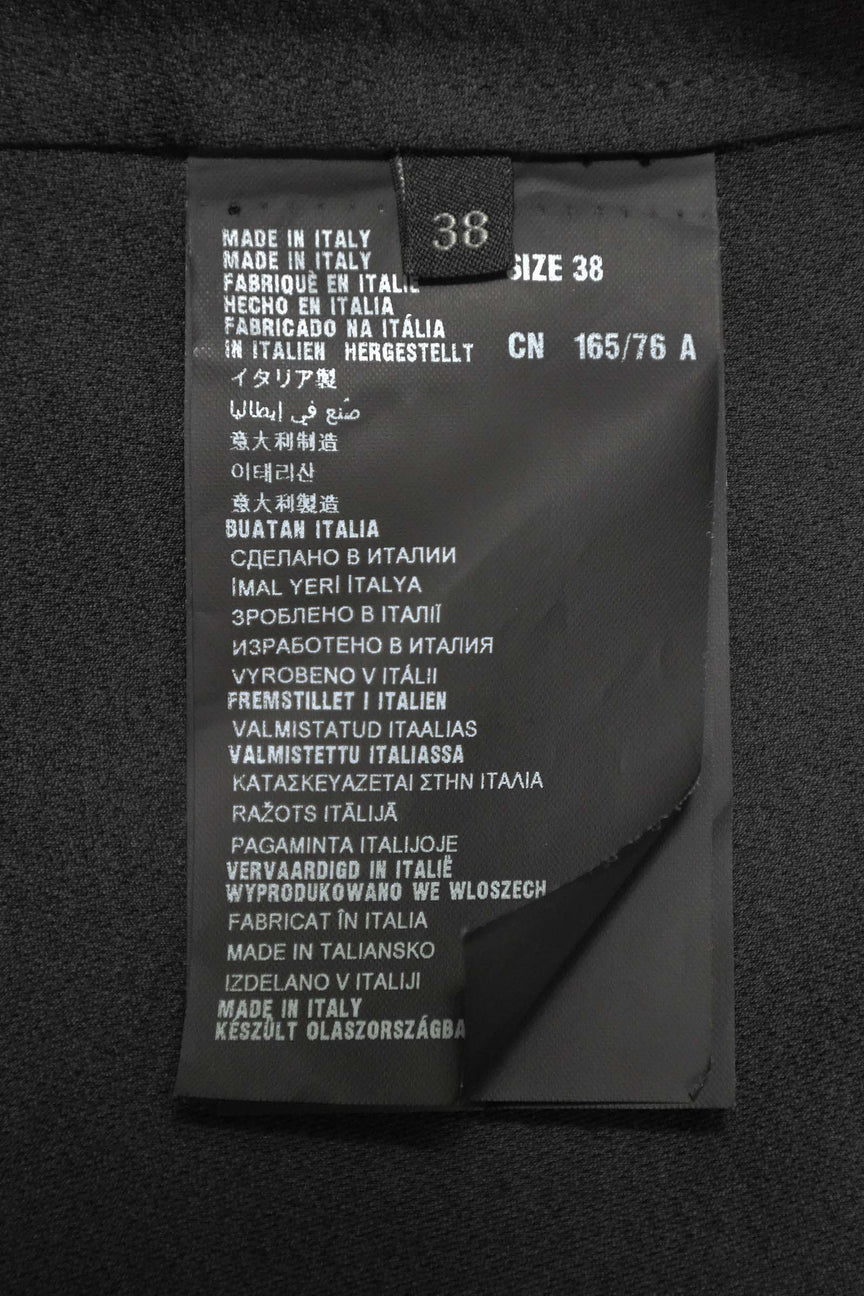 38
MADE IN ITALY
MADE IN ITALY
FABRIQUÈ EN ITALIE
HECHO EN ITALIA
FABRICADO NA ITÁLIA
IN ITALIEN HERGESTELLT
イタリア製
صُنع في إيطاليا
意大利制造
이태리산
意大利製造
BUATAN ITALIA
СДЕЛАНО В ИТАЛИИ
İMAL YERİ İTALYA
ЗРОБЛЕНО В ІТАЛІЇ
ИЗРАБОТЕНО В ИТАЛИЯ
VYROBENO V ITÁLII
FREMSTILLET I ITALIEN
VALMISTATUD ITAALIAS
VALMISTETTU ITALIASSA
ΚΑΤΑΣΚΕΥΑΖΕΤΑΙ ΣΤΗΝ ΙΤΑΛΙΑ
RAŽOTS ITĀLIJĀ
PAGAMINTA ITALIJOJE
VERVAARDIGD IN ITALIË
WYPRODUKOWANO WE WLOSZECH
FABRICAT ÎN ITALIA
MADE IN TALIANSKO
IZDELANO V ITALIJI
MADE IN ITALY
KÉSZÜLT OLASZORSZÁGBA
SIZE 38
CN 165/76 A